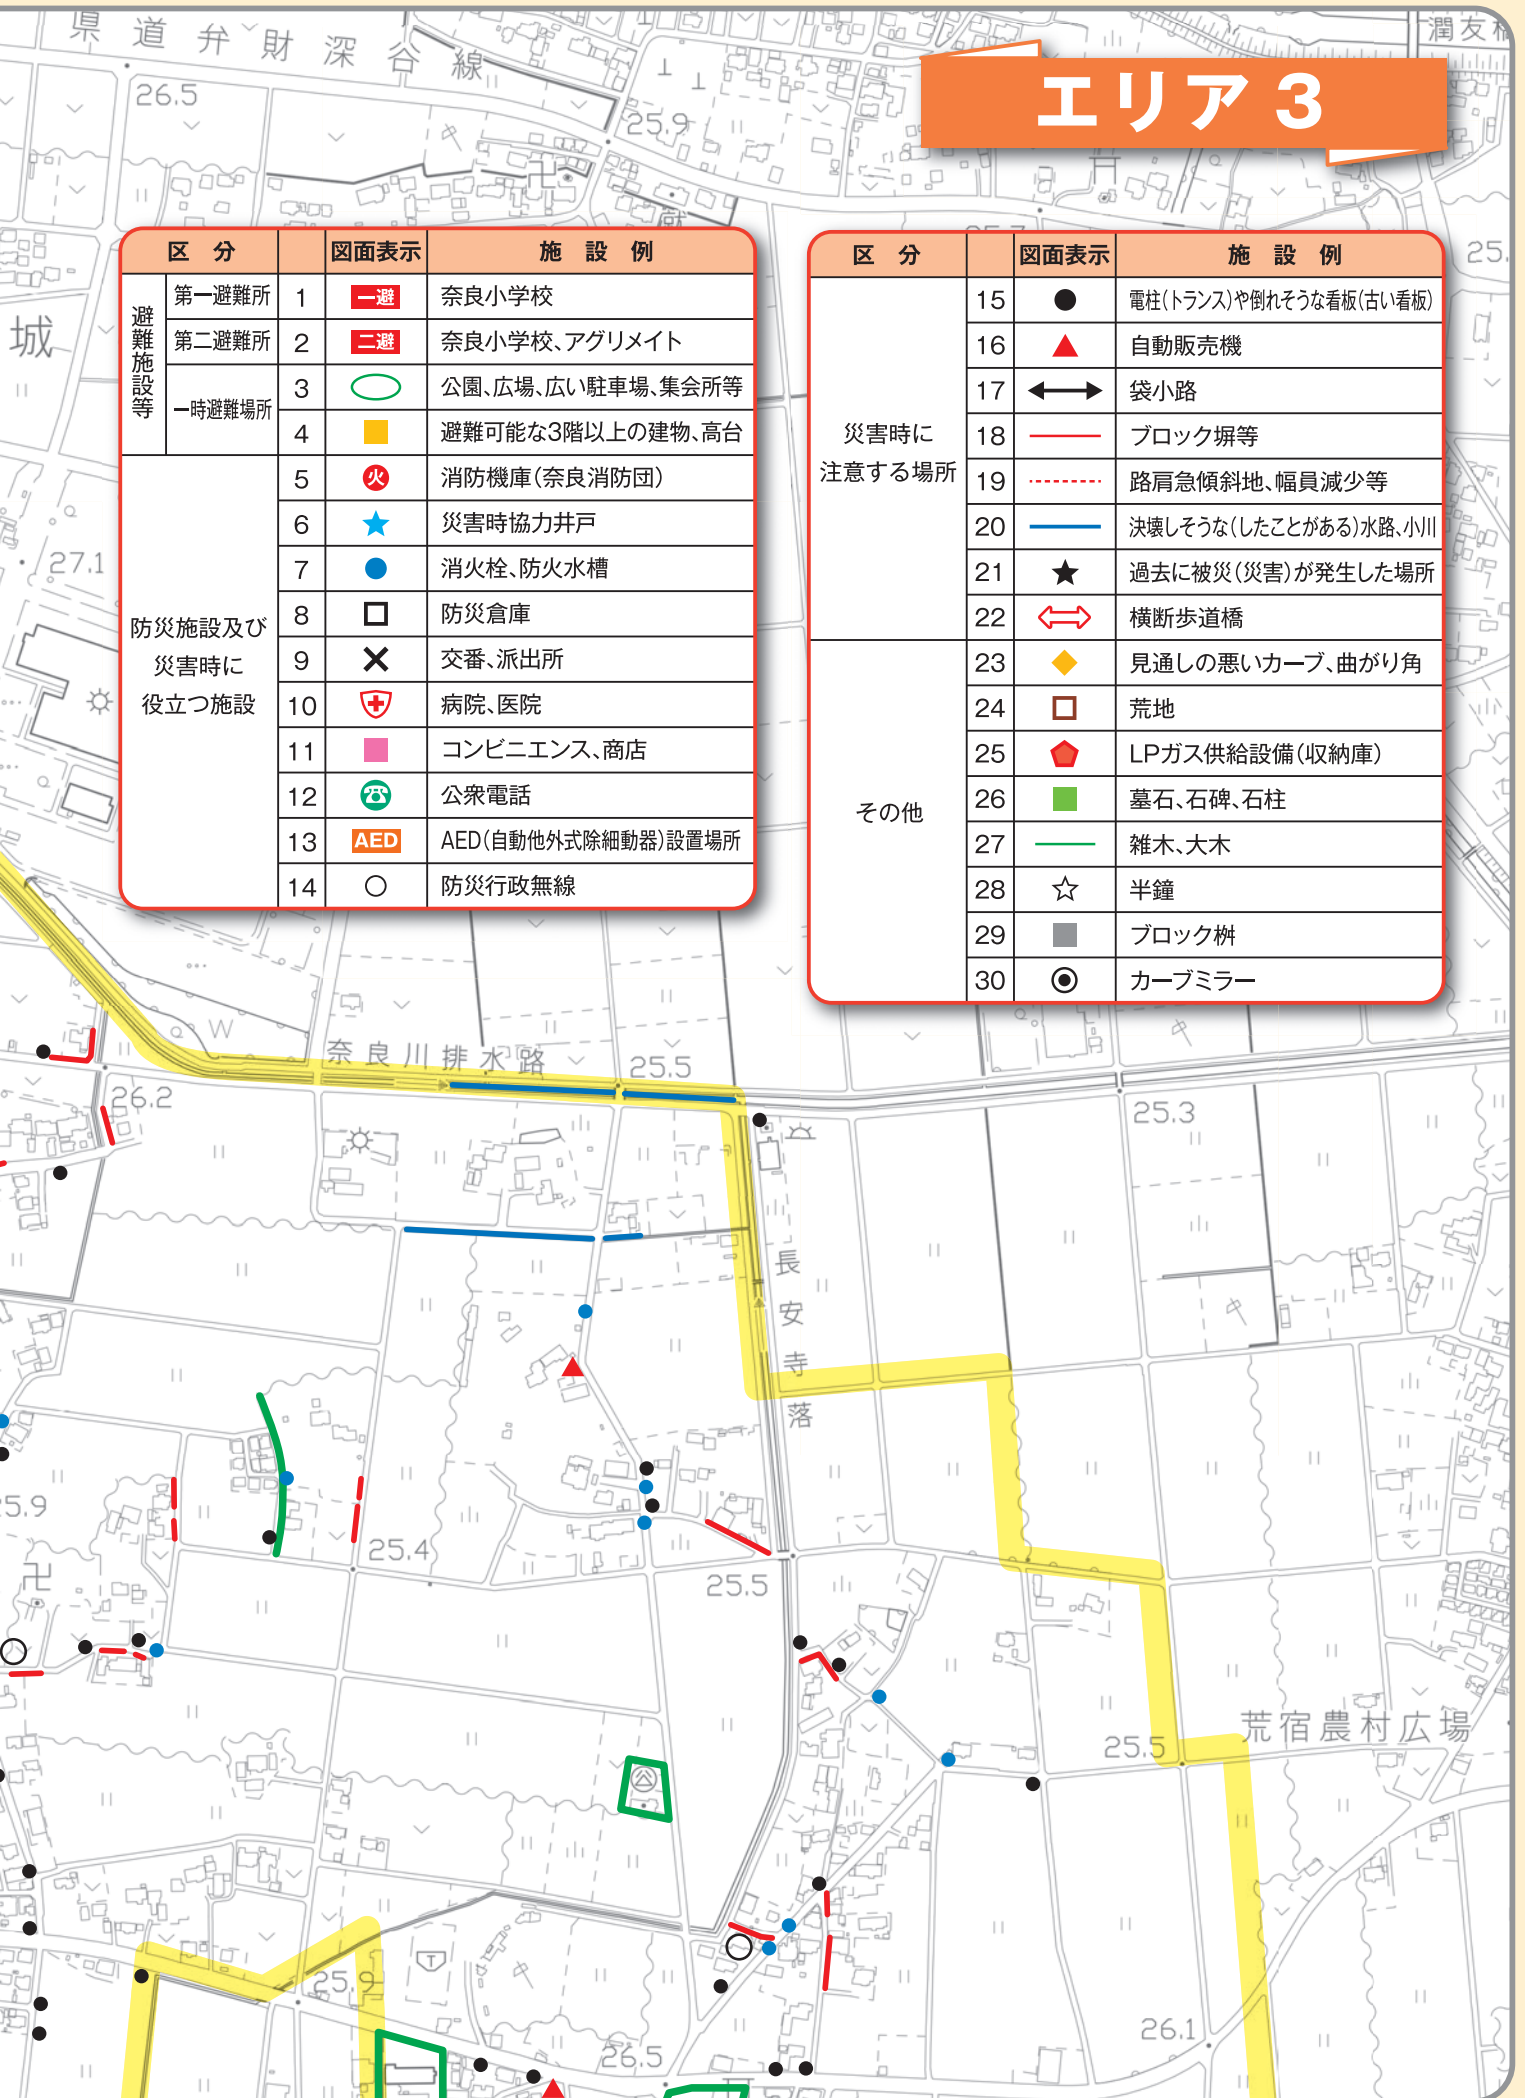 県道弁財深谷線
潤友橋
26.5
25.9
エリア 3
25.7
25.
城
27.1
区 分 図面表示 施 設 例
避難施設等
第一避難所 1 一避 奈良小学校
第二避難所 2 二避 奈良小学校、アグリメイト
一時避難場所
3 公園、広場、広い駐車場、集会所等
4 避難可能な3階以上の建物、高台
防災施設及び
災害時に
役立つ施設
5 火 消防機庫(奈良消防団)
6 災害時協力井戸
7 消火栓、防火水槽
8 防災倉庫
9 交番、派出所
10 病院、医院
11 コンビニエンス、商店
12 公衆電話
13 AED AED(自動他外式除細動器)設置場所
14 防災行政無線
区 分 図面表示 施 設 例
災害時に
注意する場所
15 電柱(トランス)や倒れそうな看板(古い看板)
16 自動販売機
17 袋小路
18 ブロック塀等
19 路肩急傾斜地、幅員減少等
20 決壊しそうな(したことがある)水路、小川
21 過去に被災(災害)が発生した場所
22 横断歩道橋
その他
23 見通しの悪いカーブ、曲がり角
24 荒地
25 LPガス供給設備(収納庫)
26 墓石、石碑、石柱
27 雑木、大木
28 半鐘
29 ブロック桝
30 カーブミラー
W
奈良川排水路
25.5
26.2
25.3
長安寺落
5.9
25.4
25.5
荒宿農村広場
25.5
25.9
T
26.5
26.1